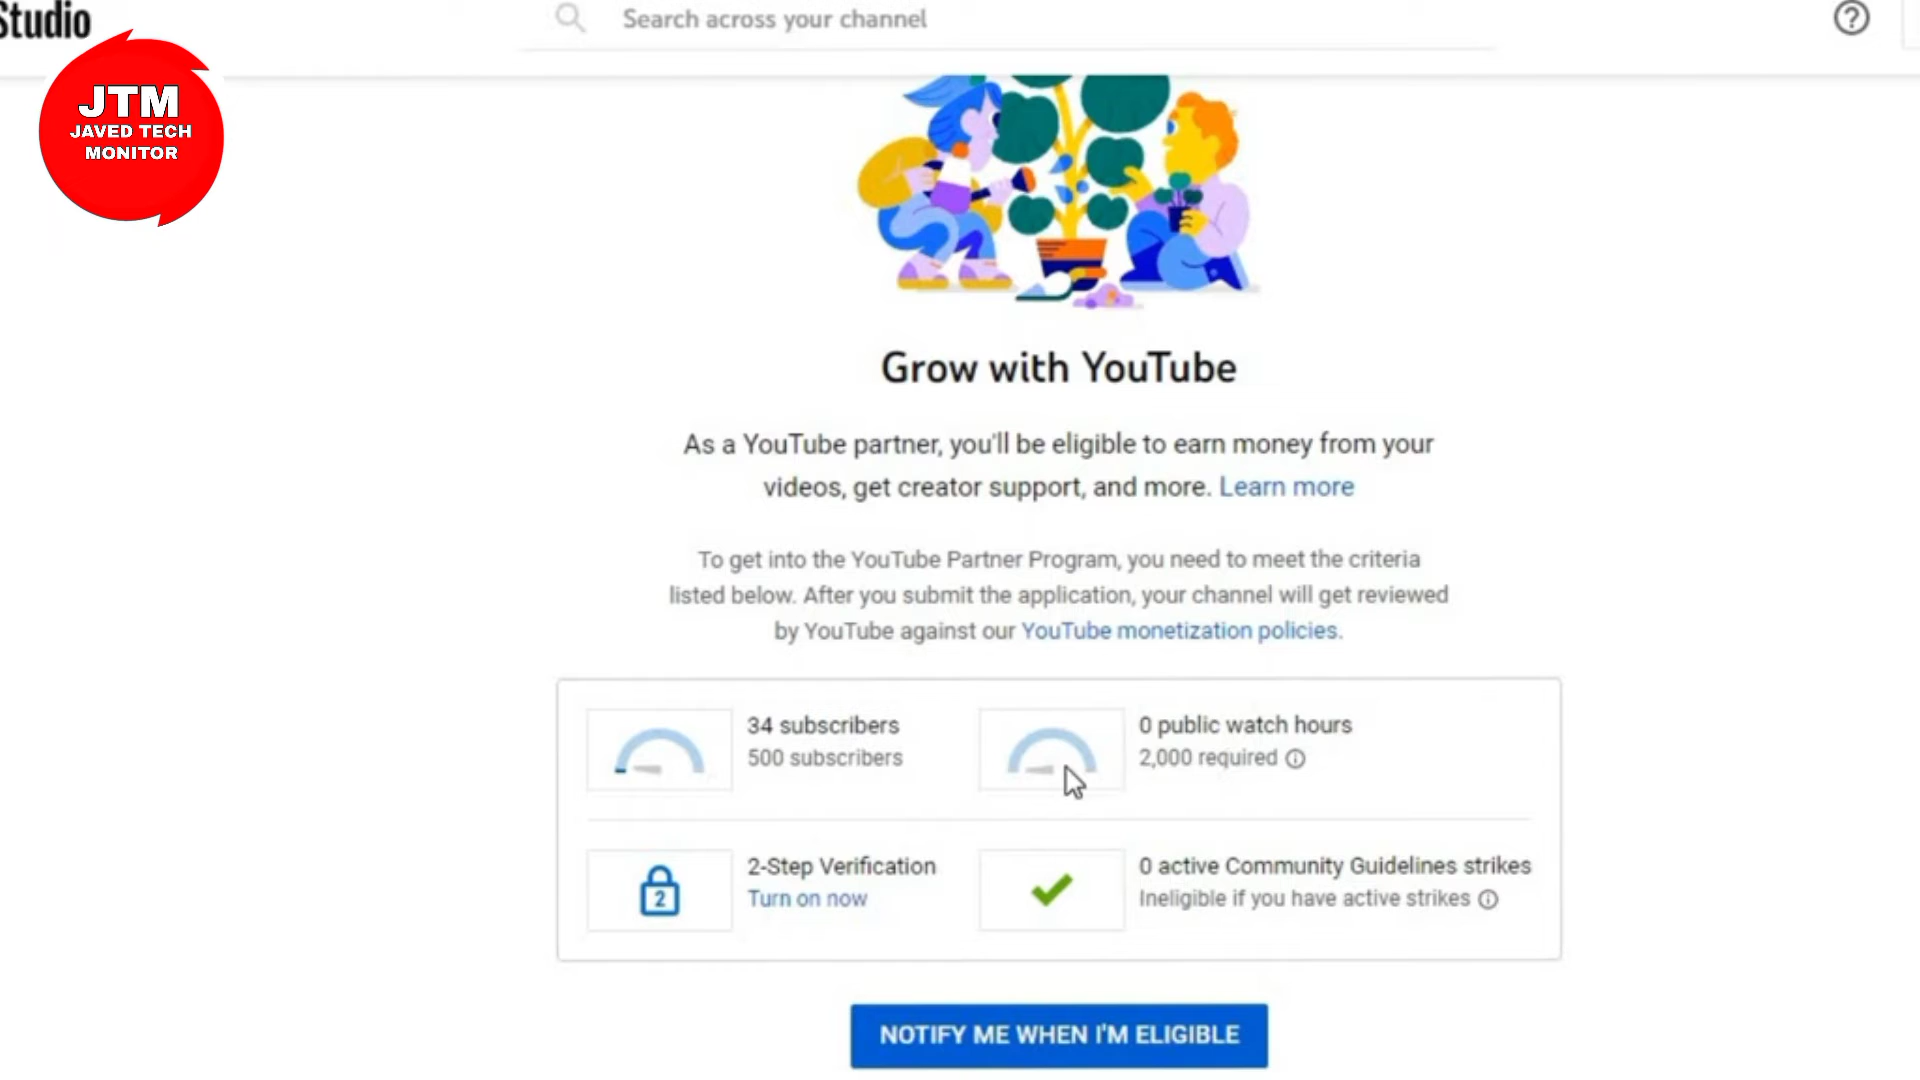 Studio
Search across your channel
JTM
JAVED TECH
MONITOR
Grow with YouTube
As a YouTube partner, you'll be eligible to earn money from your
videos, get creator support, and more. Learn more
To get into the YouTube Partner Program, you need to meet the criteria
listed below. After you submit the application, your channel will get reviewed
by YouTube against our YouTube monetization policies.
34 subscribers
500 subscribers
0 public watch hours
2,000 required
2-Step Verification
Turn on now
2
0 active Community Guidelines strikes
Ineligible if you have active strikes
NOTIFY ME WHEN I'M ELIGIBLE